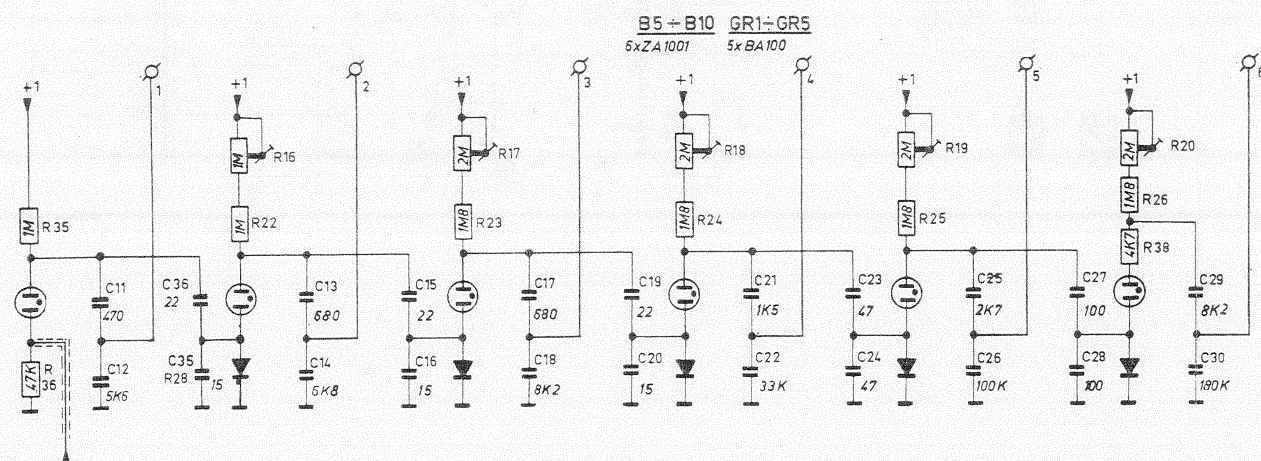 B5÷B10 GR1÷GR5
6xZA1001 5xBA100
+1 1 +1 2 +1 3 +1 4 +1 5 +1 6
1M R16 2M R17 2M R18 2M R19 2M R20
1M R35 1M R22 1M8 R23 1M8 R24 1M8 R25 1M8 R26
4K7 R38
C11 470 C36 22 C13 680 C15 22 C17 680 C19 22 C21 1K5 C23 47 C25 2K7 C27 100 C29 8K2
47K R36 C12 5K6 C35 R28 15 C14 6K8 C16 15 C18 8K2 C20 15 C22 33K C24 47 C26 100K C28 100 C30 180K